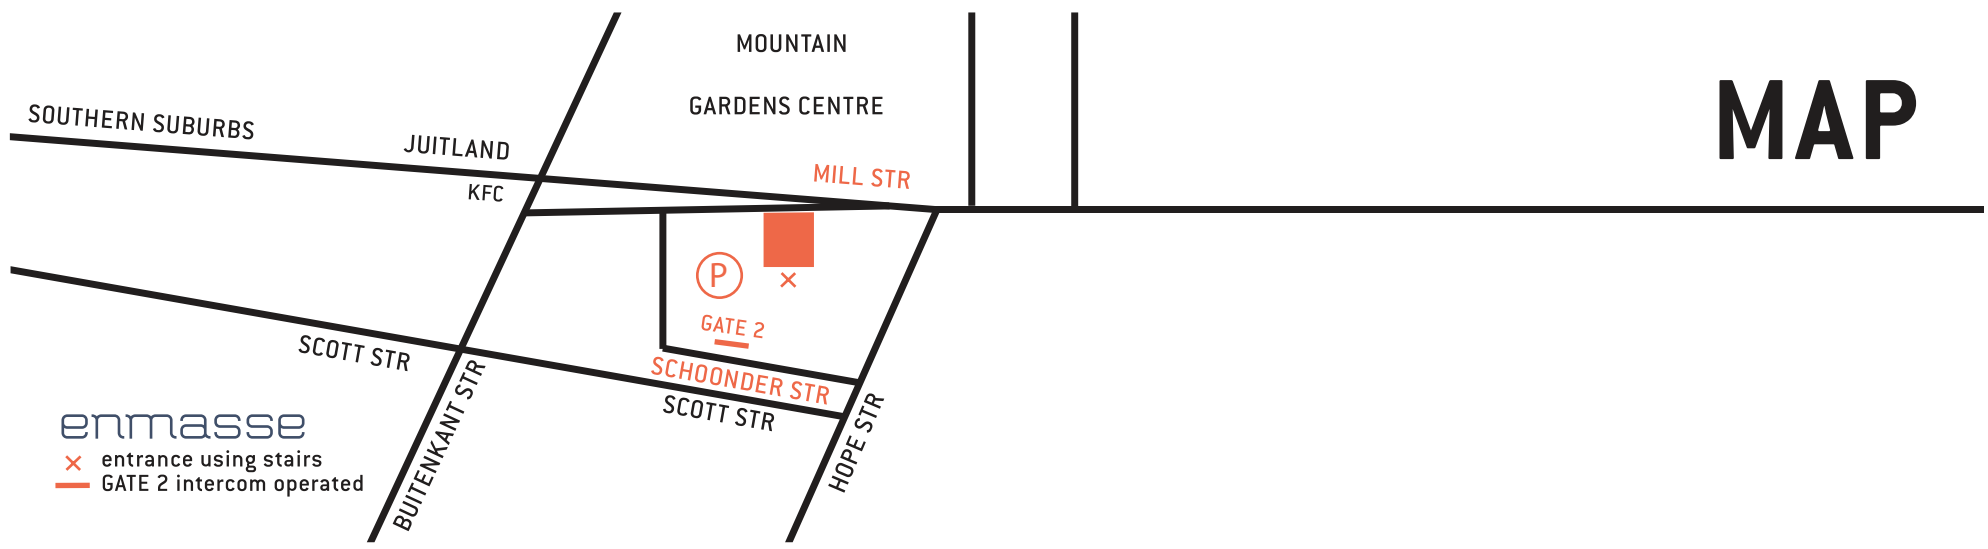 MOUNTAIN
GARDENS CENTRE
MAP
SOUTHERN SUBURBS
JUITLAND
KFC
MILL STR
P
GATE 2
SCHOONDER STR
SCOTT STR
SCOTT STR
BUITENKANT STR
HOPE STR
enmasse
× entrance using stairs
GATE 2 intercom operated